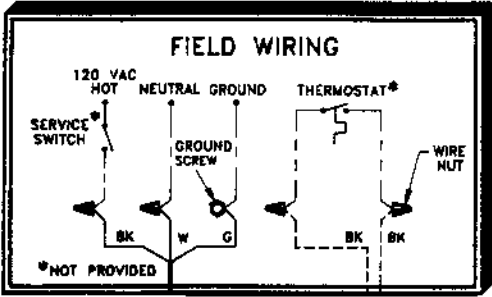 FIELD WIRING
120 VAC
HOT NEUTRAL GROUND THERMOSTAT*
SERVICE*
SWITCH
GROUND
SCREW
WIRE
NUT
BK W G BK BK
*NOT PROVIDED